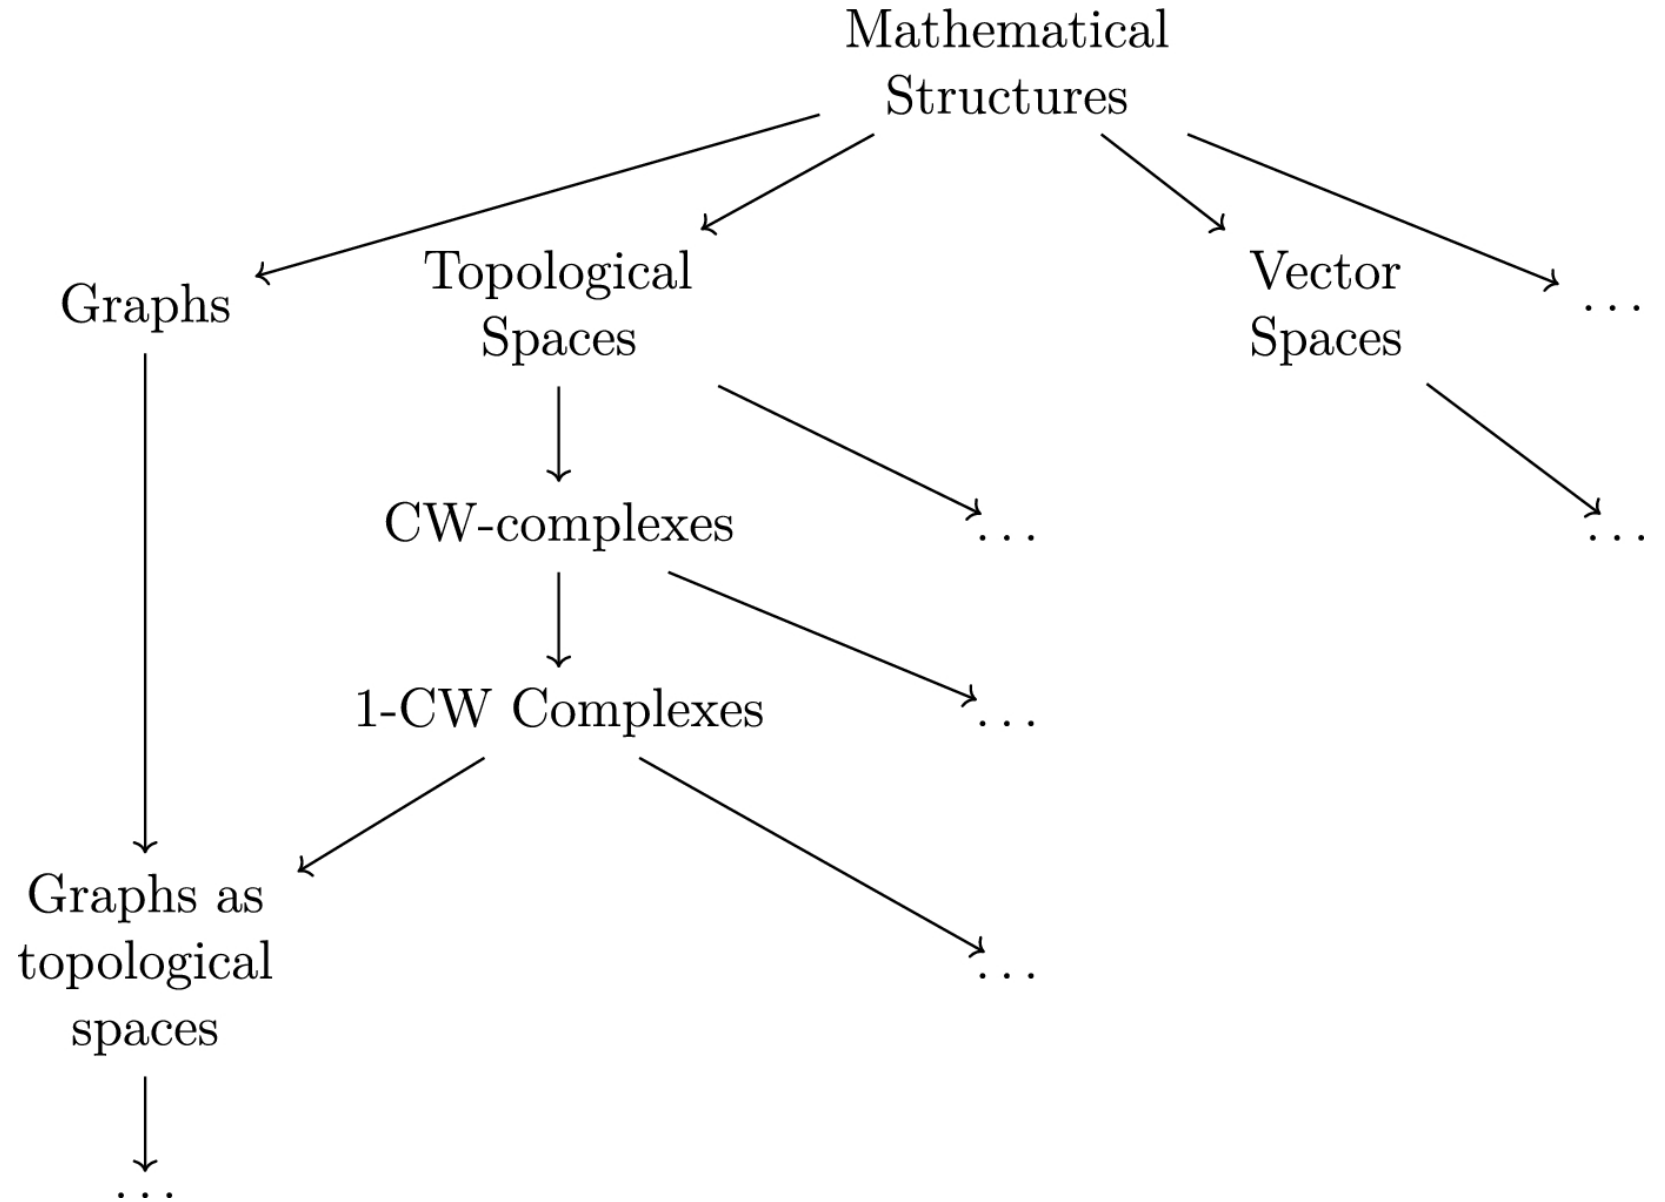 Mathematical
Structures
Graphs
Topological
Spaces
Vector
Spaces
...
CW-complexes
...
...
1-CW Complexes
...
Graphs as
topological
spaces
...
...